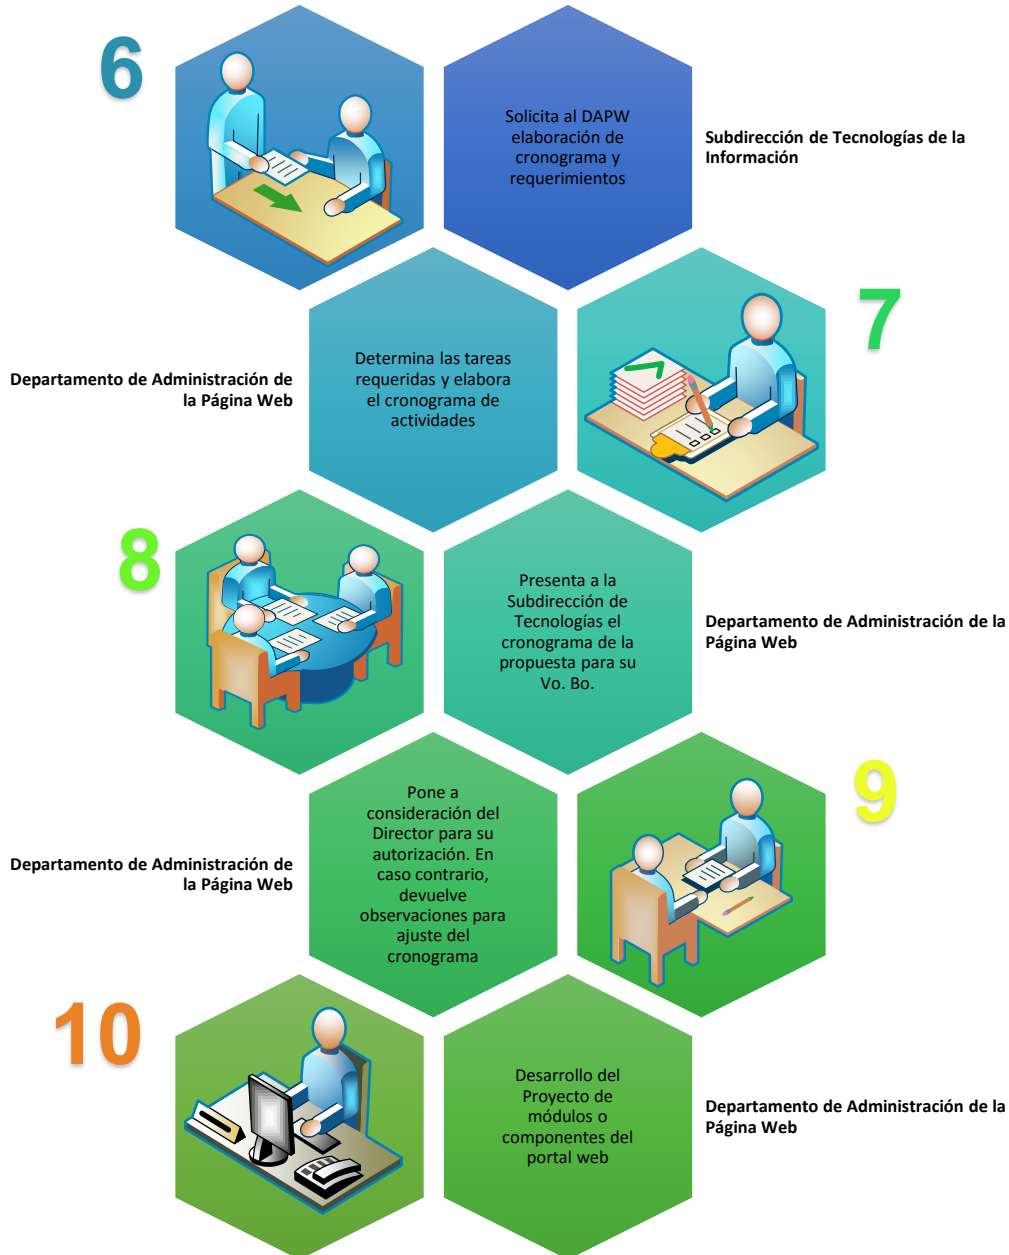 6
Solicita al DAPW
elaboración de
cronograma y
requerimientos
Subdirección de Tecnologías de la
Información
7
Determina las tareas
requeridas y elabora
el cronograma de
actividades
Departamento de Administración de
la Página Web
8
Presenta a la
Subdirección de
Tecnologías el
cronograma de la
propuesta para su
Vo. Bo.
Departamento de Administración de la
Página Web
9
Pone a
consideración del
Director para su
autorización. En
caso contrario,
devuelve
observaciones para
ajuste del
cronograma
Departamento de Administración de
la Página Web
10
Desarrollo del
Proyecto de
módulos o
componentes del
portal web
Departamento de Administración de la
Página Web